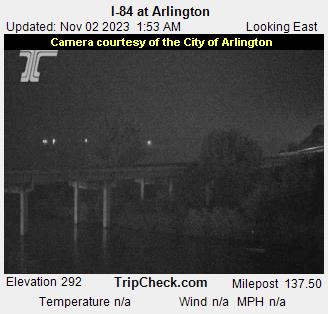 I-84 at Arlington
Updated: Nov 02 2023 1:53 AM Looking East
Camera courtesy of the City of Arlington
Elevation 292 TripCheck.com Milepost 137.50
Temperature n/a Wind n/a MPH n/a